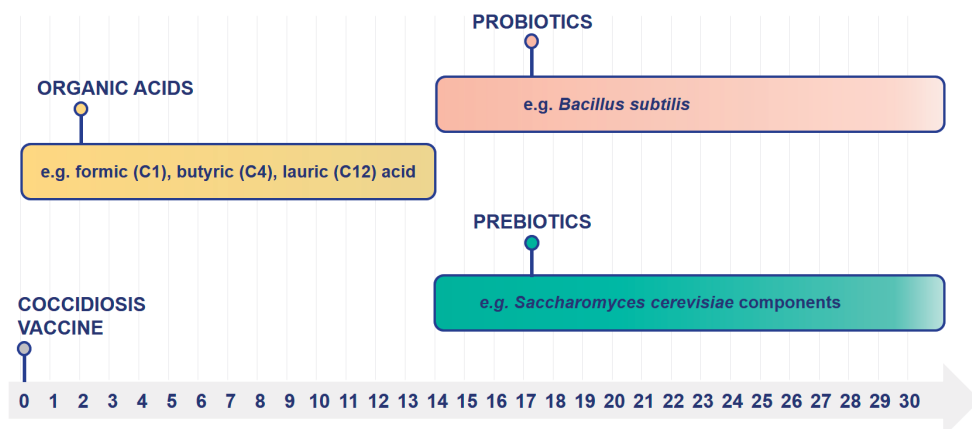 PROBIOTICS
e.g. Bacillus subtilis
ORGANIC ACIDS
e.g. formic (C1), butyric (C4), lauric (C12) acid
PREBIOTICS
e.g. Saccharomyces cerevisiae components
COCCIDIOSIS
VACCINE
0 1 2 3 4 5 6 7 8 9 10 11 12 13 14 15 16 17 18 19 20 21 22 23 24 25 26 27 28 29 30